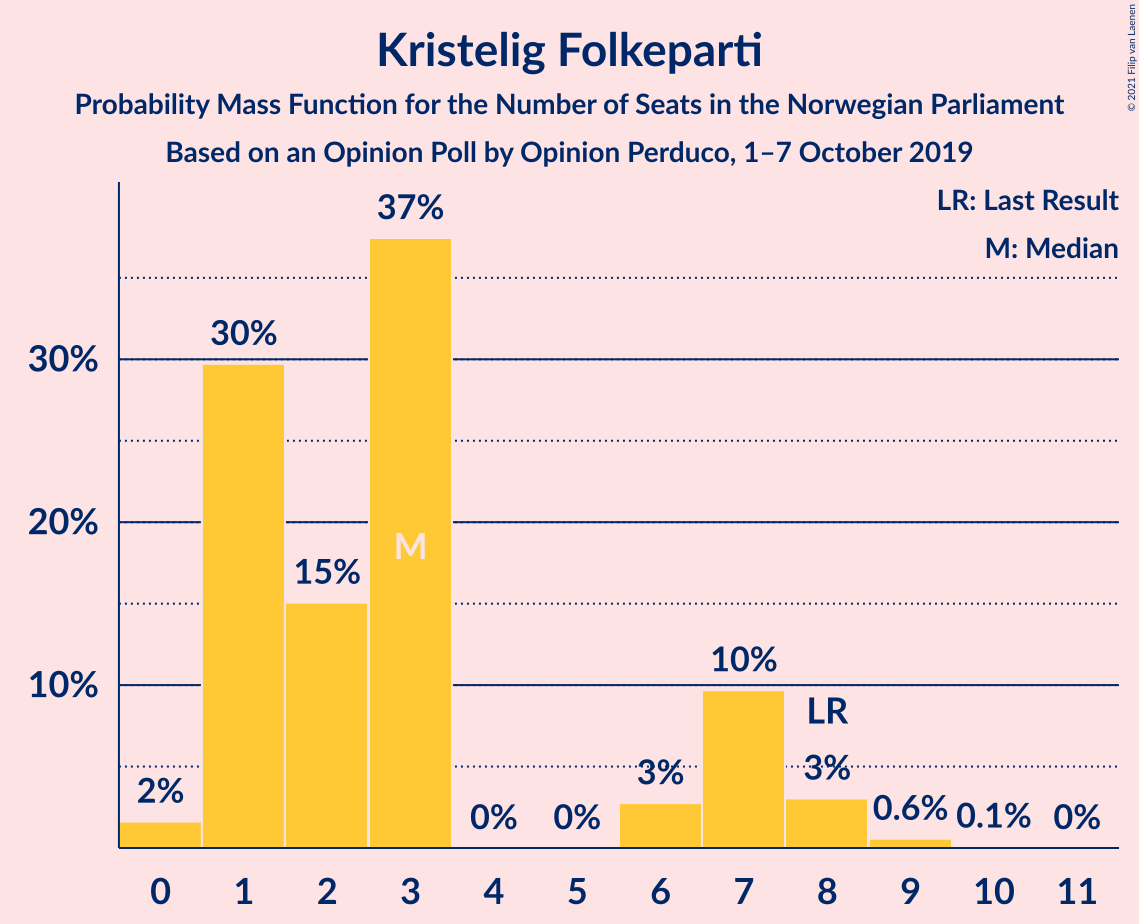 Kristelig Folkeparti
Probability Mass Function for the Number of Seats in the Norwegian Parliament
Based on an Opinion Poll by Opinion Perduco, 1–7 October 2019
© 2021 Filip van Laenen
LR: Last Result
M: Median
37%
30%
30%
20%
M
15%
10%
10%
LR
2%
3%
3%
0%
0%
0.6%
0.1%
0%
0 1 2 3 4 5 6 7 8 9 10 11